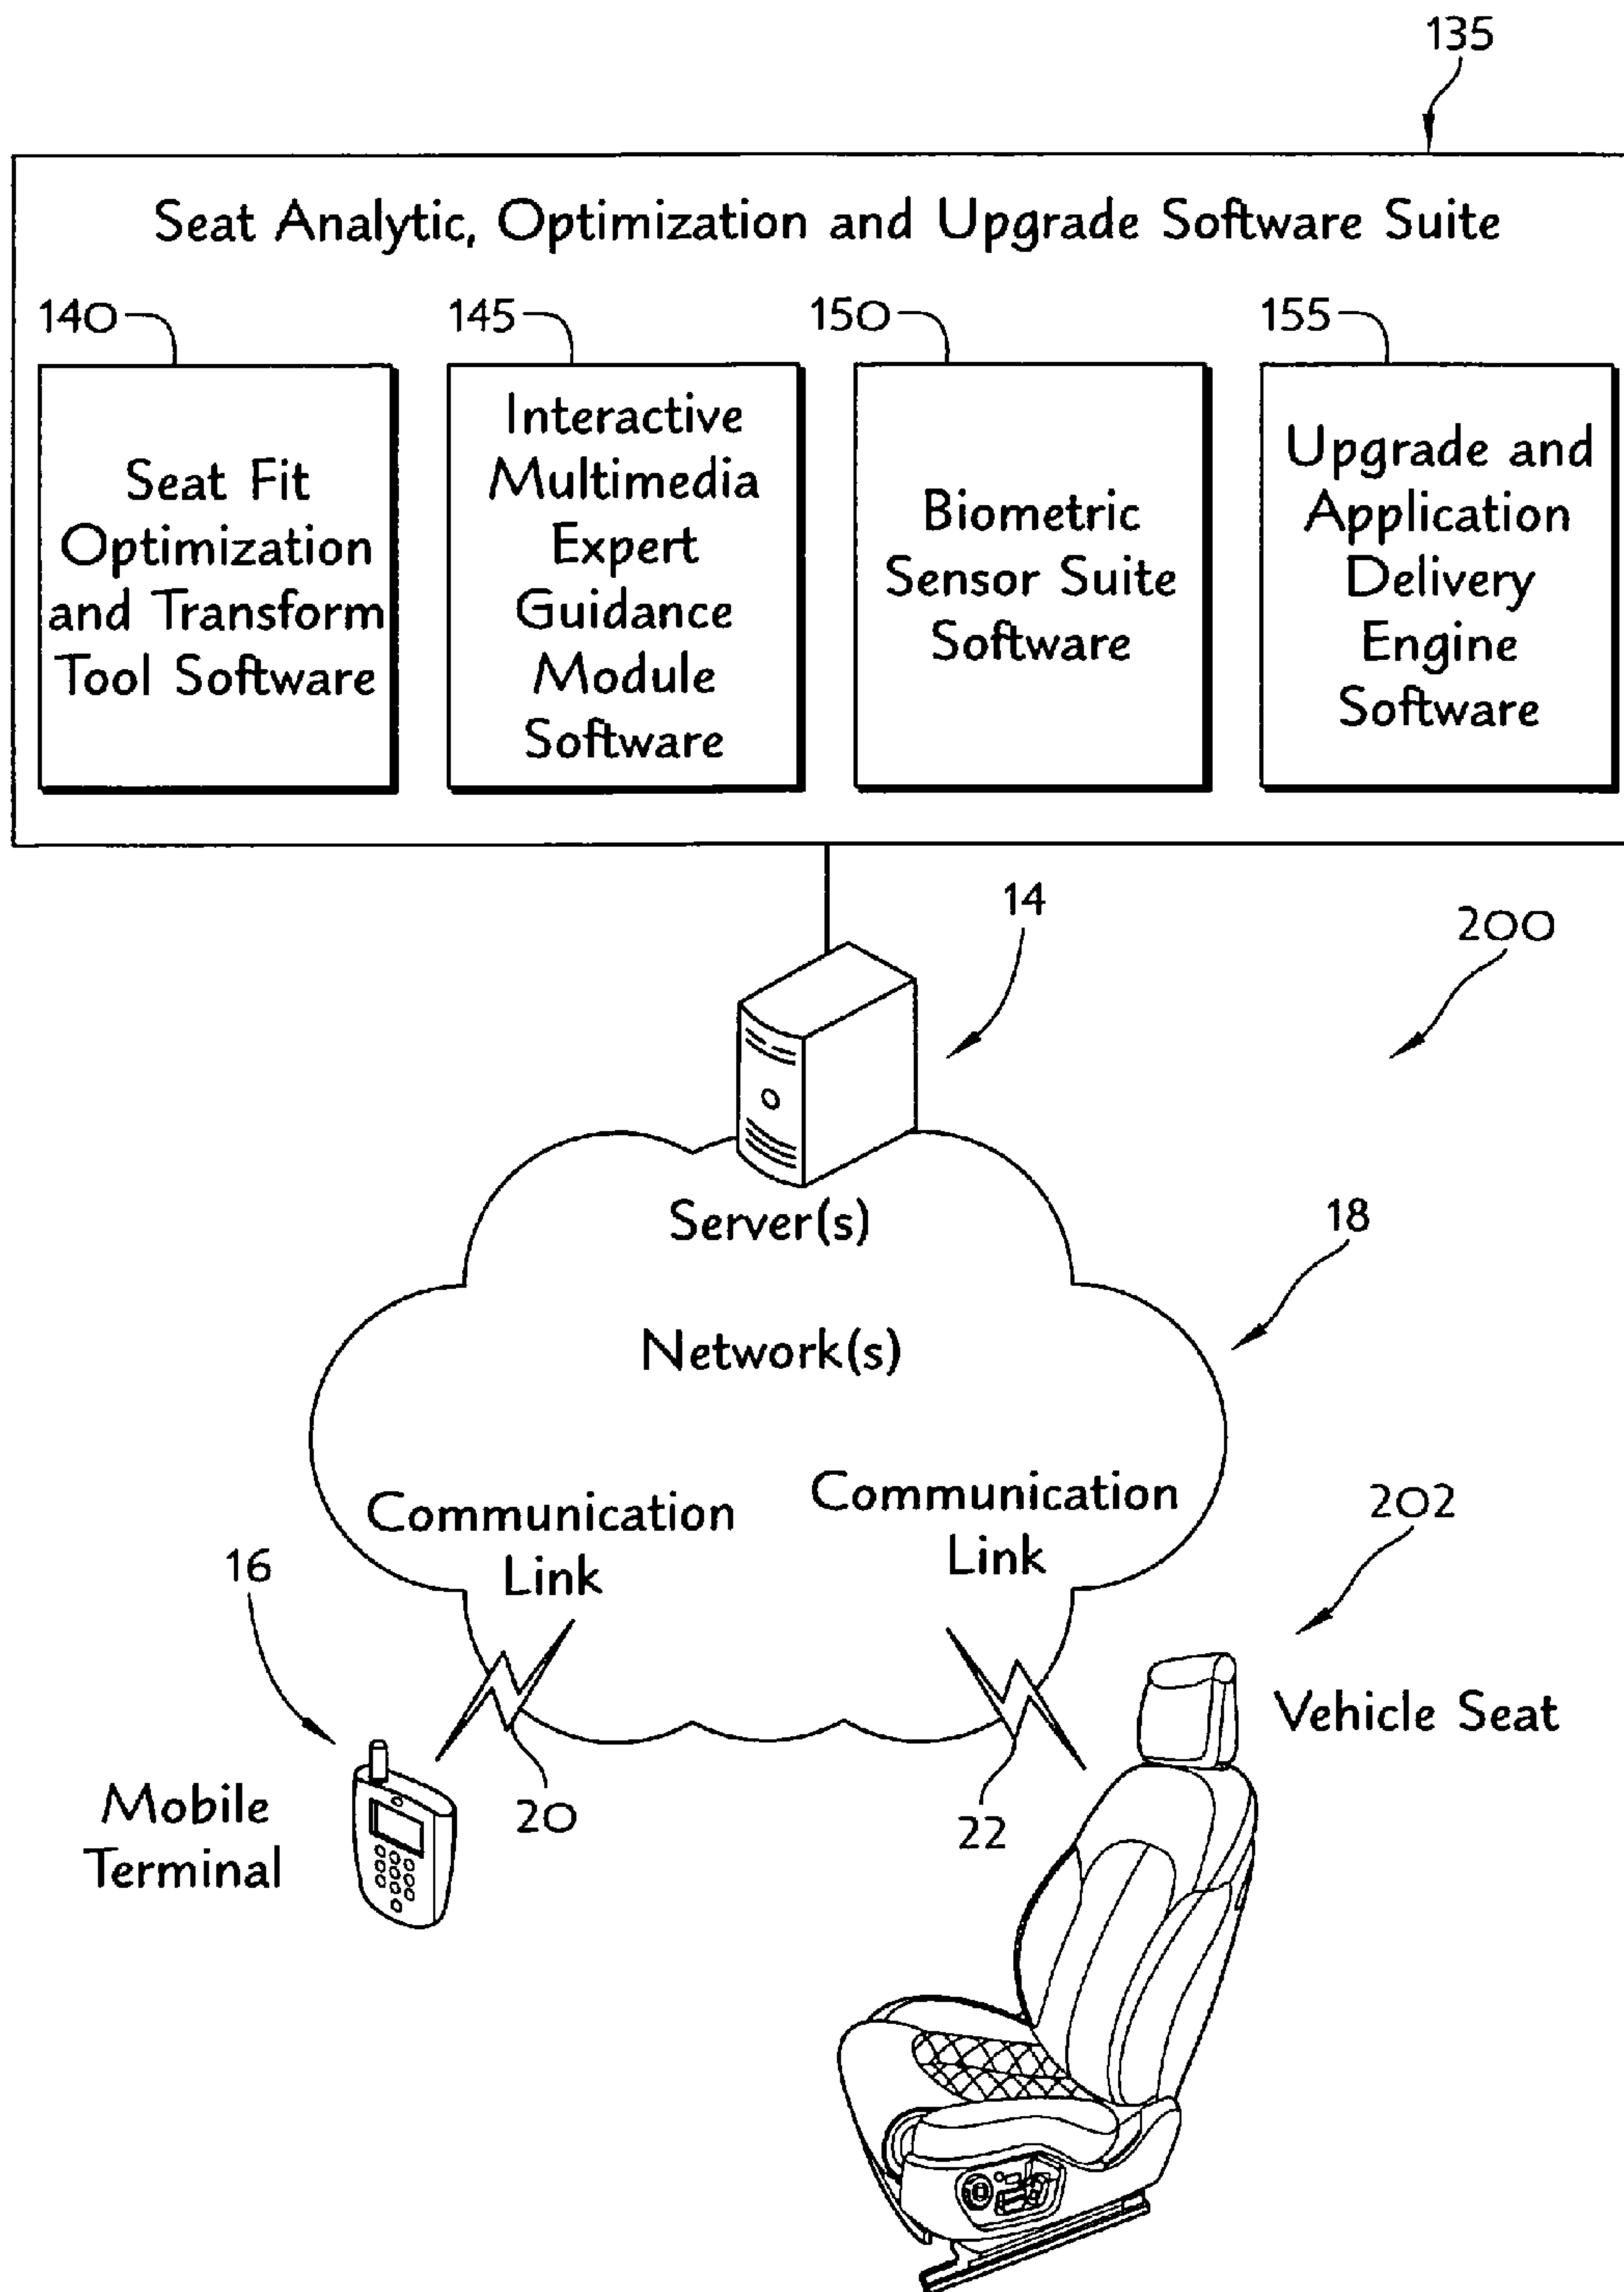 135
Seat Analytic, Optimization and Upgrade Software Suite
140
145
150
155
Seat Fit
Optimization
and Transform
Tool Software
Interactive
Multimedia
Expert
Guidance
Module
Software
Biometric
Sensor Suite
Software
Upgrade and
Application
Delivery
Engine
Software
14
200
Server(s)
18
Network(s)
Communication
Link
Communication
Link
202
16
Vehicle Seat
Mobile
Terminal
20
22